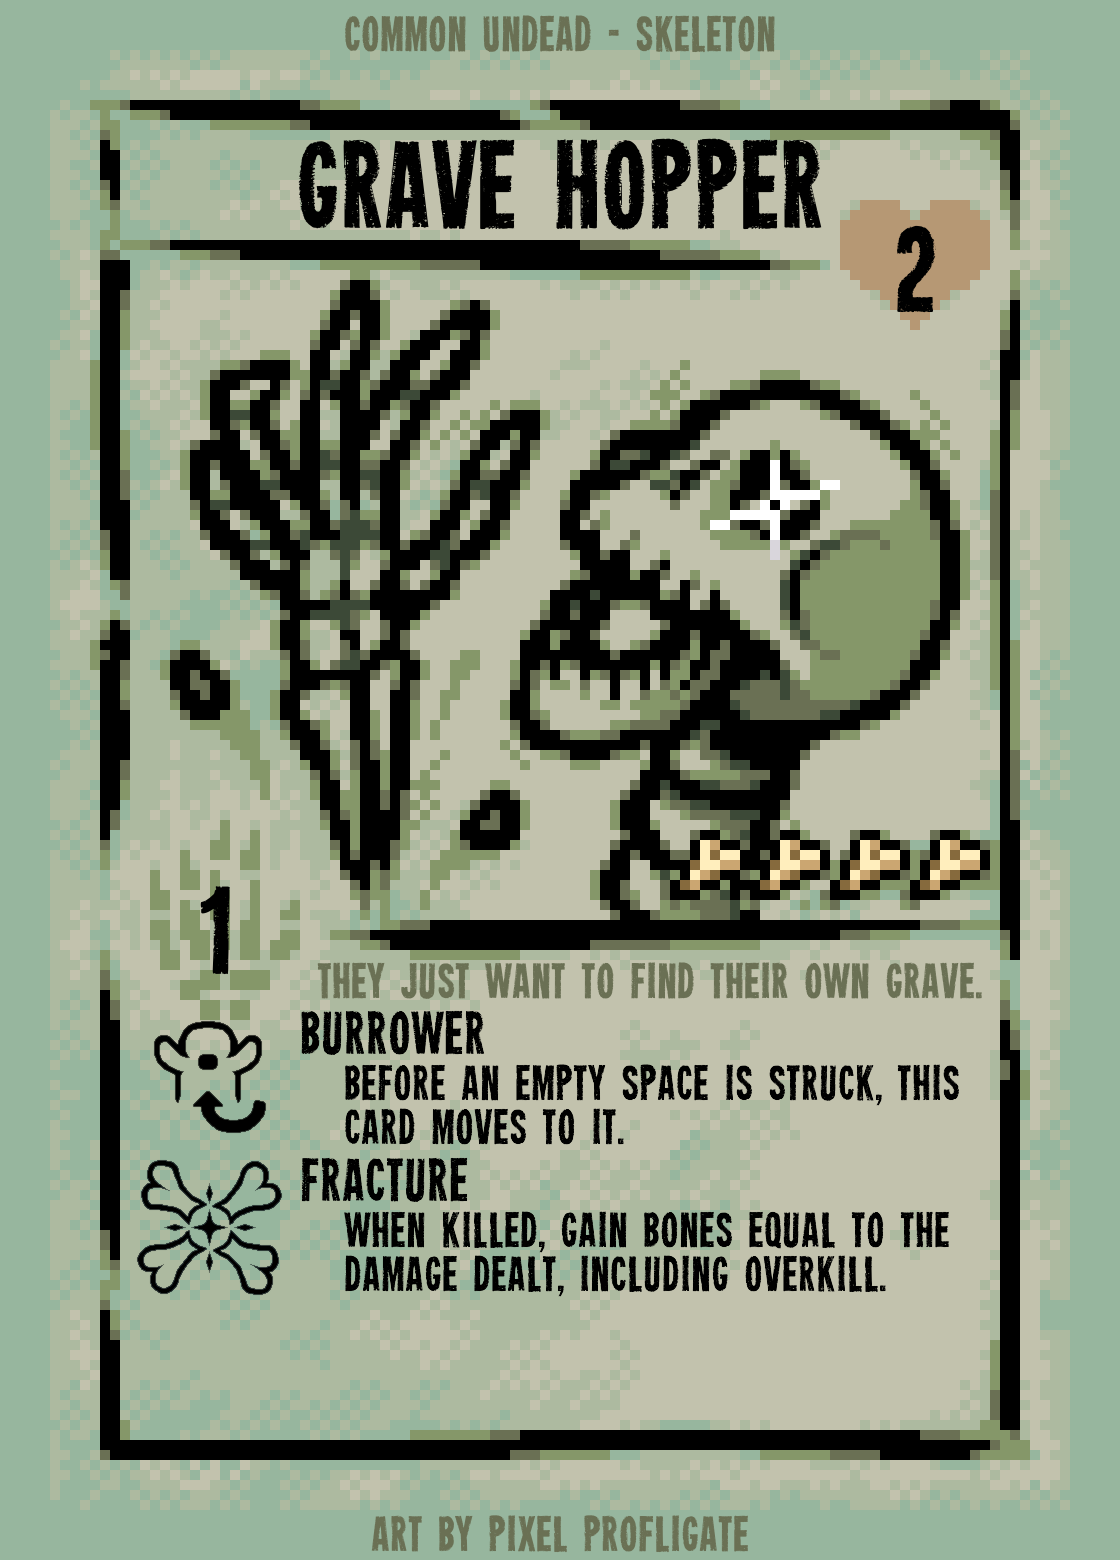 COMMON UNDEAD - SKELETON
GRAVE HOPPER
2
1
THEY JUST WANT TO FIND THEIR OWN GRAVE.
BURROWER
BEFORE AN EMPTY SPACE IS STRUCK, THIS
CARD MOVES TO IT.
FRACTURE
WHEN KILLED, GAIN BONES EQUAL TO THE
DAMAGE DEALT, INCLUDING OVERKILL.
ART BY PIXEL PROFLIGATE